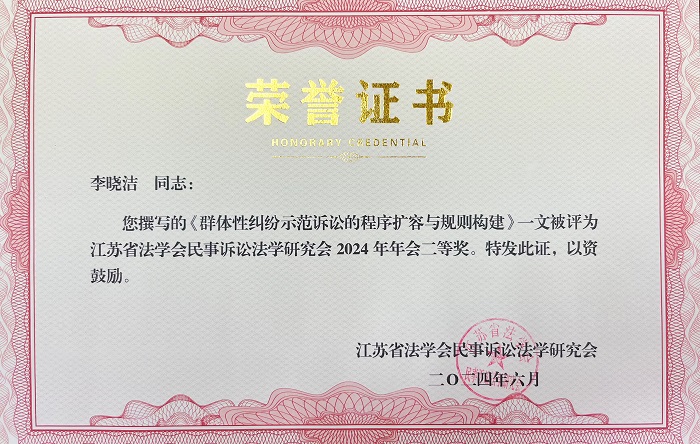 荣誉证书
HONORARY CREDENTIAL
李晓洁 同志：
您撰写的《群体性纠纷示范诉讼的程序扩容与规则构建》一文被评为
江苏省法学会民事诉讼法学研究会 2024 年年会二等奖。特发此证，以资
鼓励。
江苏省法学会民事诉讼法学研究会
二〇二四年六月